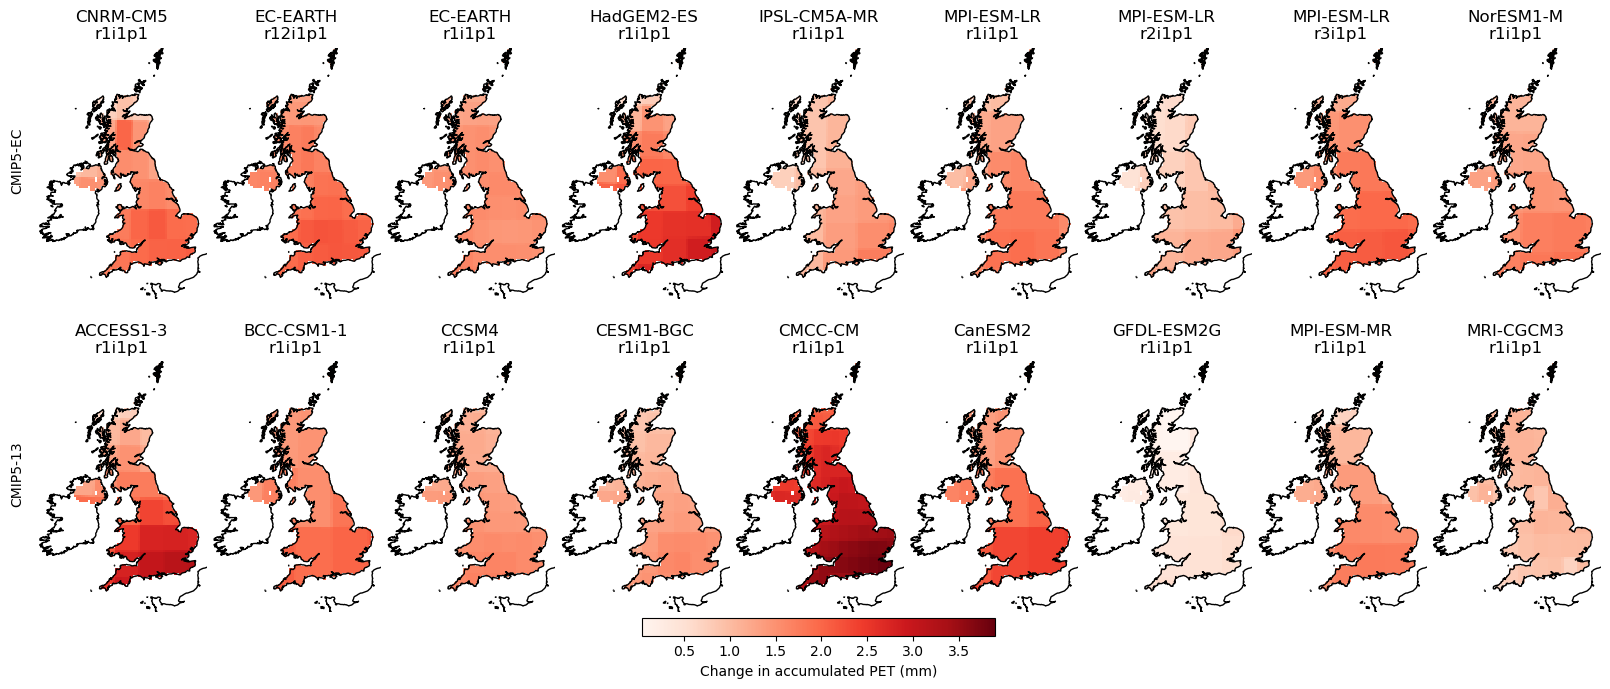 CNRM-CM5
r1i1p1
EC-EARTH
r12i1p1
EC-EARTH
r1i1p1
HadGEM2-ES
r1i1p1
IPSL-CM5A-MR
r1i1p1
MPI-ESM-LR
r1i1p1
MPI-ESM-LR
r2i1p1
MPI-ESM-LR
r3i1p1
NorESM1-M
r1i1p1
CMIP5-EC
ACCESS1-3
r1i1p1
BCC-CSM1-1
r1i1p1
CCSM4
r1i1p1
CESM1-BGC
r1i1p1
CMCC-CM
r1i1p1
CanESM2
r1i1p1
GFDL-ESM2G
r1i1p1
MPI-ESM-MR
r1i1p1
MRI-CGCM3
r1i1p1
CMIP5-13
0.5 1.0 1.5 2.0 2.5 3.0 3.5
Change in accumulated PET (mm)